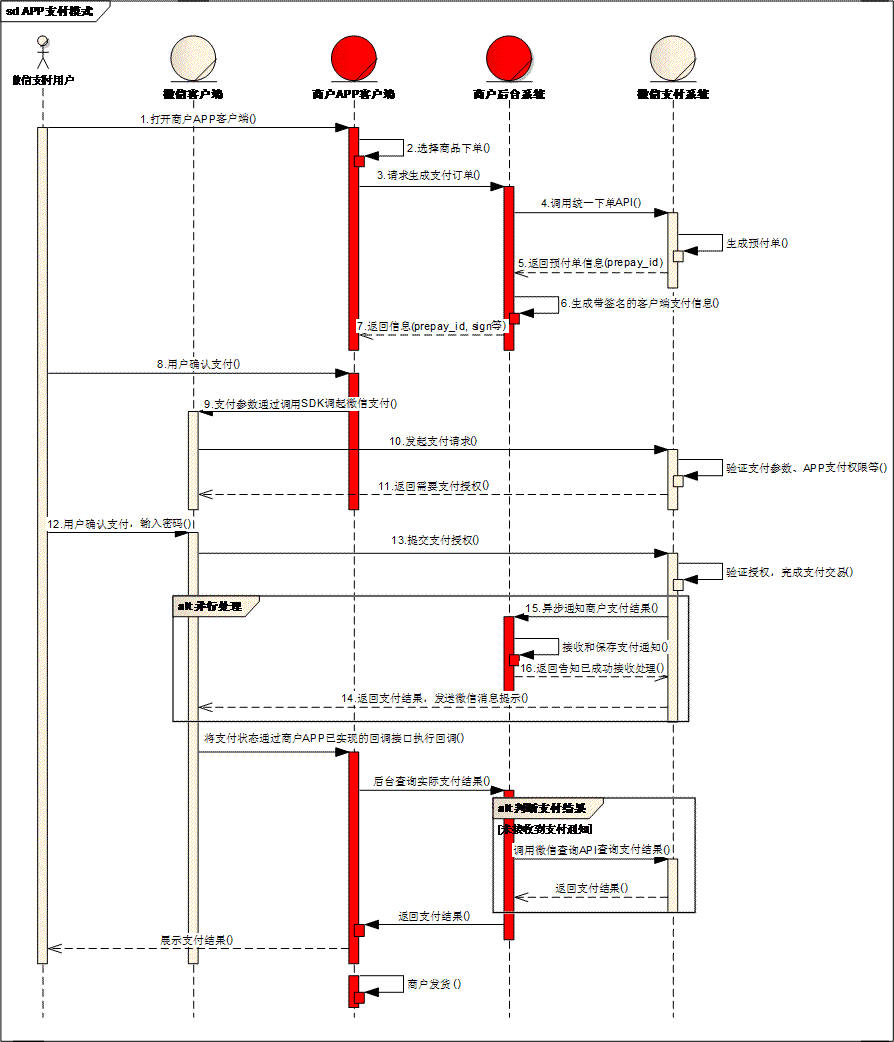 sd APP支付模式
微信支付用户
微信客户端
商户APP客户端
商户后台系统
微信支付系统
1.打开商户APP客户端()
2.选择商品下单()
3.请求生成支付订单()
4.调用统一下单API()
生成预付单()
5.返回预付单信息(prepay_id)
6.生成带签名的客户端支付信息()
7.返回信息(prepay_id, sign等)
8.用户确认支付()
9.支付参数通过调用SDK调起微信支付()
10.发起支付请求()
验证支付参数、APP支付权限等()
11.返回需要支付授权()
12.用户确认支付，输入密码()
13.提交支付授权()
验证授权，完成支付交易()
alt 并行处理
15.异步通知商户支付结果()
接收和保存支付通知()
16.返回告知已成功接收处理()
14.返回支付结果，发送微信消息提示()
将支付状态通过商户APP已实现的回调接口执行回调()
后台查询实际支付结果()
alt 判断支付结果
[未接收到支付通知]
调用微信查询API查询支付结果()
返回支付结果()
返回支付结果()
展示支付结果()
商户发货 ()